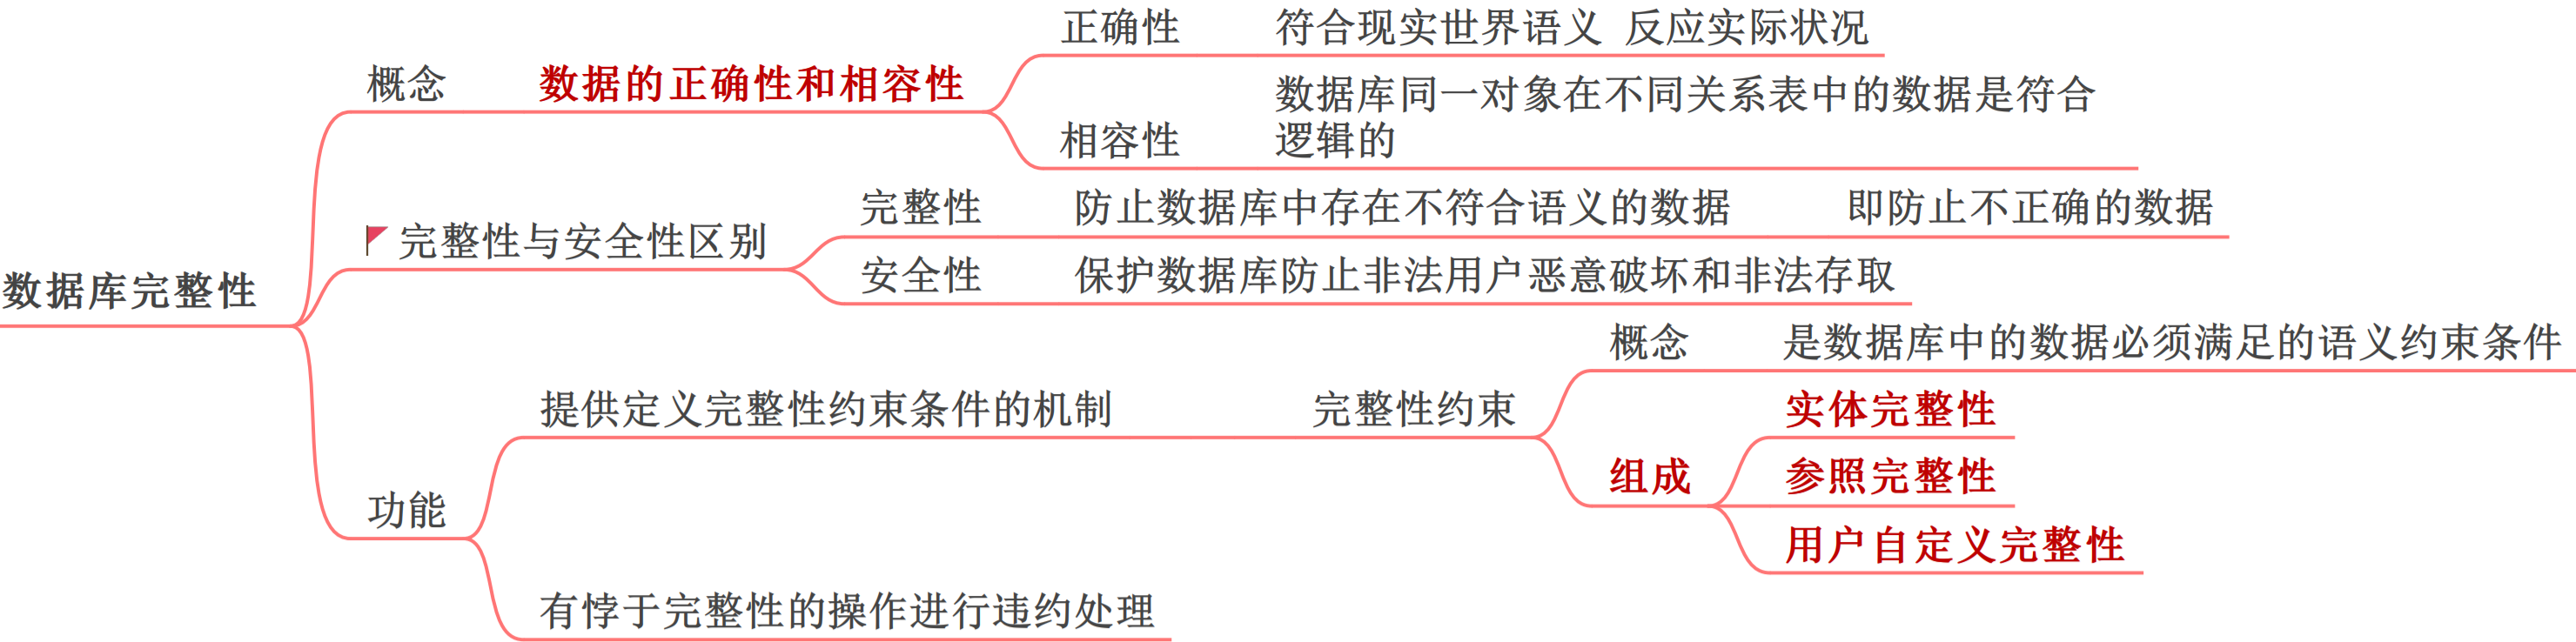 数据库完整性
概念
数据的正确性和相容性
正确性
符合现实世界语义 反应实际状况
相容性
数据库同一对象在不同关系表中的数据是符合
逻辑的
完整性与安全性区别
完整性
防止数据库中存在不符合语义的数据
即防止不正确的数据
安全性
保护数据库防止非法用户恶意破坏和非法存取
功能
提供定义完整性约束条件的机制
完整性约束
概念
是数据库中的数据必须满足的语义约束条件
组成
实体完整性
参照完整性
用户自定义完整性
有悖于完整性的操作进行违约处理